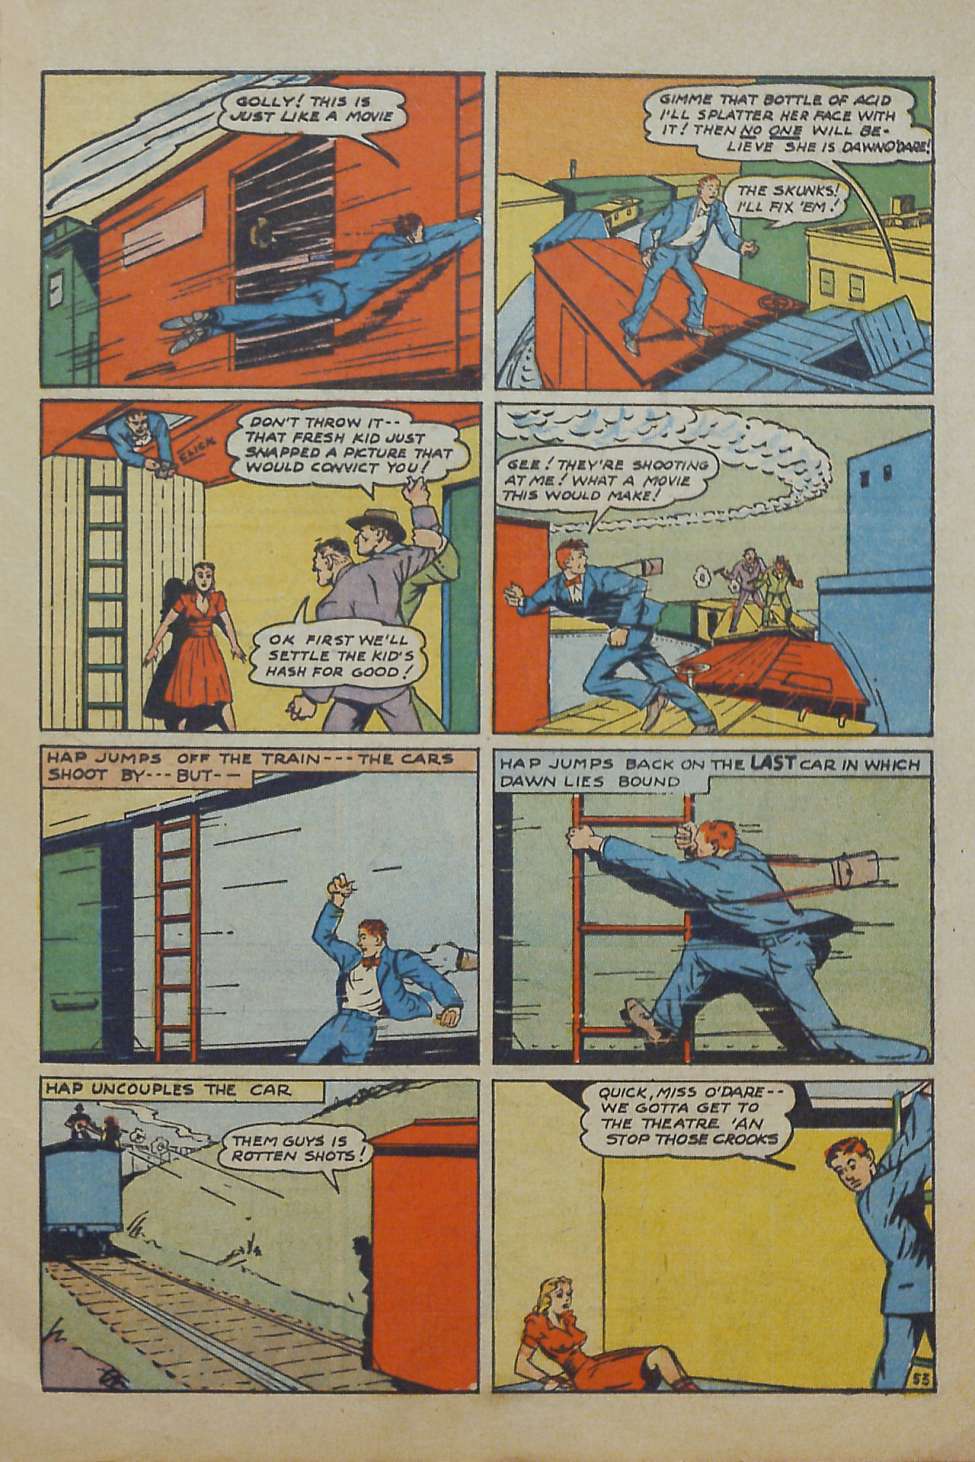 GOLLY! THIS IS
JUST LIKE A MOVIE
GIMME THAT BOTTLE OF ACID
I'LL SPLATTER HER FACE WITH
IT! THEN NO ONE WILL BE-
LIEVE SHE IS DAWN O'DARE!
THE SKUNKS!
I'LL FIX 'EM!
CLICK
DON'T THROW IT--
THAT FRESH KID JUST
SNAPPED A PICTURE THAT
WOULD CONVICT YOU!
OK FIRST WE'LL
SETTLE THE KID'S
HASH FOR GOOD!
GEE! THEY'RE SHOOTING
AT ME! WHAT A MOVIE
THIS WOULD MAKE!
HAP JUMPS OFF THE TRAIN---THE CARS
SHOOT BY---BUT--
HAP JUMPS BACK ON THE LAST CAR IN WHICH
DAWN LIES BOUND
HAP UNCOUPLES THE CAR
THEM GUYS IS
ROTTEN SHOTS!
QUICK, MISS O'DARE--
WE GOTTA GET TO
THE THEATRE 'AN
STOP THOSE CROOKS
53